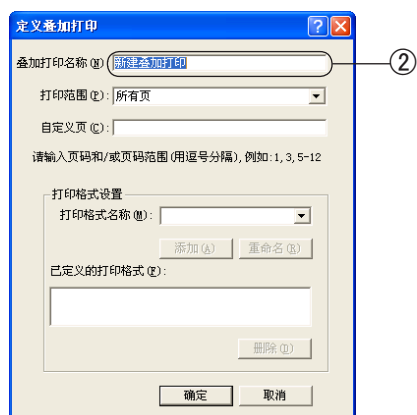 定义叠加打印
叠加打印名称(N) 新建叠加打印 ②
打印范围(P): 所有页
自定义页(C):
请输入页码和/或页码范围(用逗号分隔),例如:1,3,5-12
打印格式设置
打印格式名称(M):
添加(A) 重命名(R)
已定义的打印格式(F):
删除(D)
确定 取消